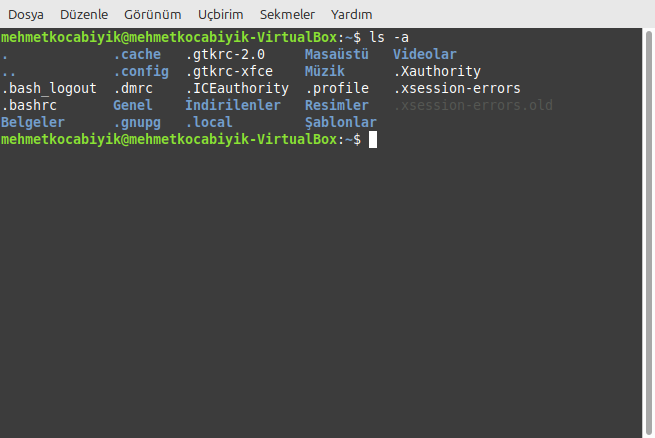 Dosya Düzenle Görünüm Uçbirim Sekmeler Yardım
mehmetkocabiyik@mehmetkocabiyik-VirtualBox:~$ ls -a
. .cache .gtkrc-2.0 Masaüstü Videolar
.. .config .gtkrc-xfce Müzik .Xauthority
.bash_logout .dmrc .ICEauthority .profile .xsession-errors
.bashrc Genel İndirilenler Resimler .xsession-errors.old
Belgeler .gnupg .local Şablonlar
mehmetkocabiyik@mehmetkocabiyik-VirtualBox:~$